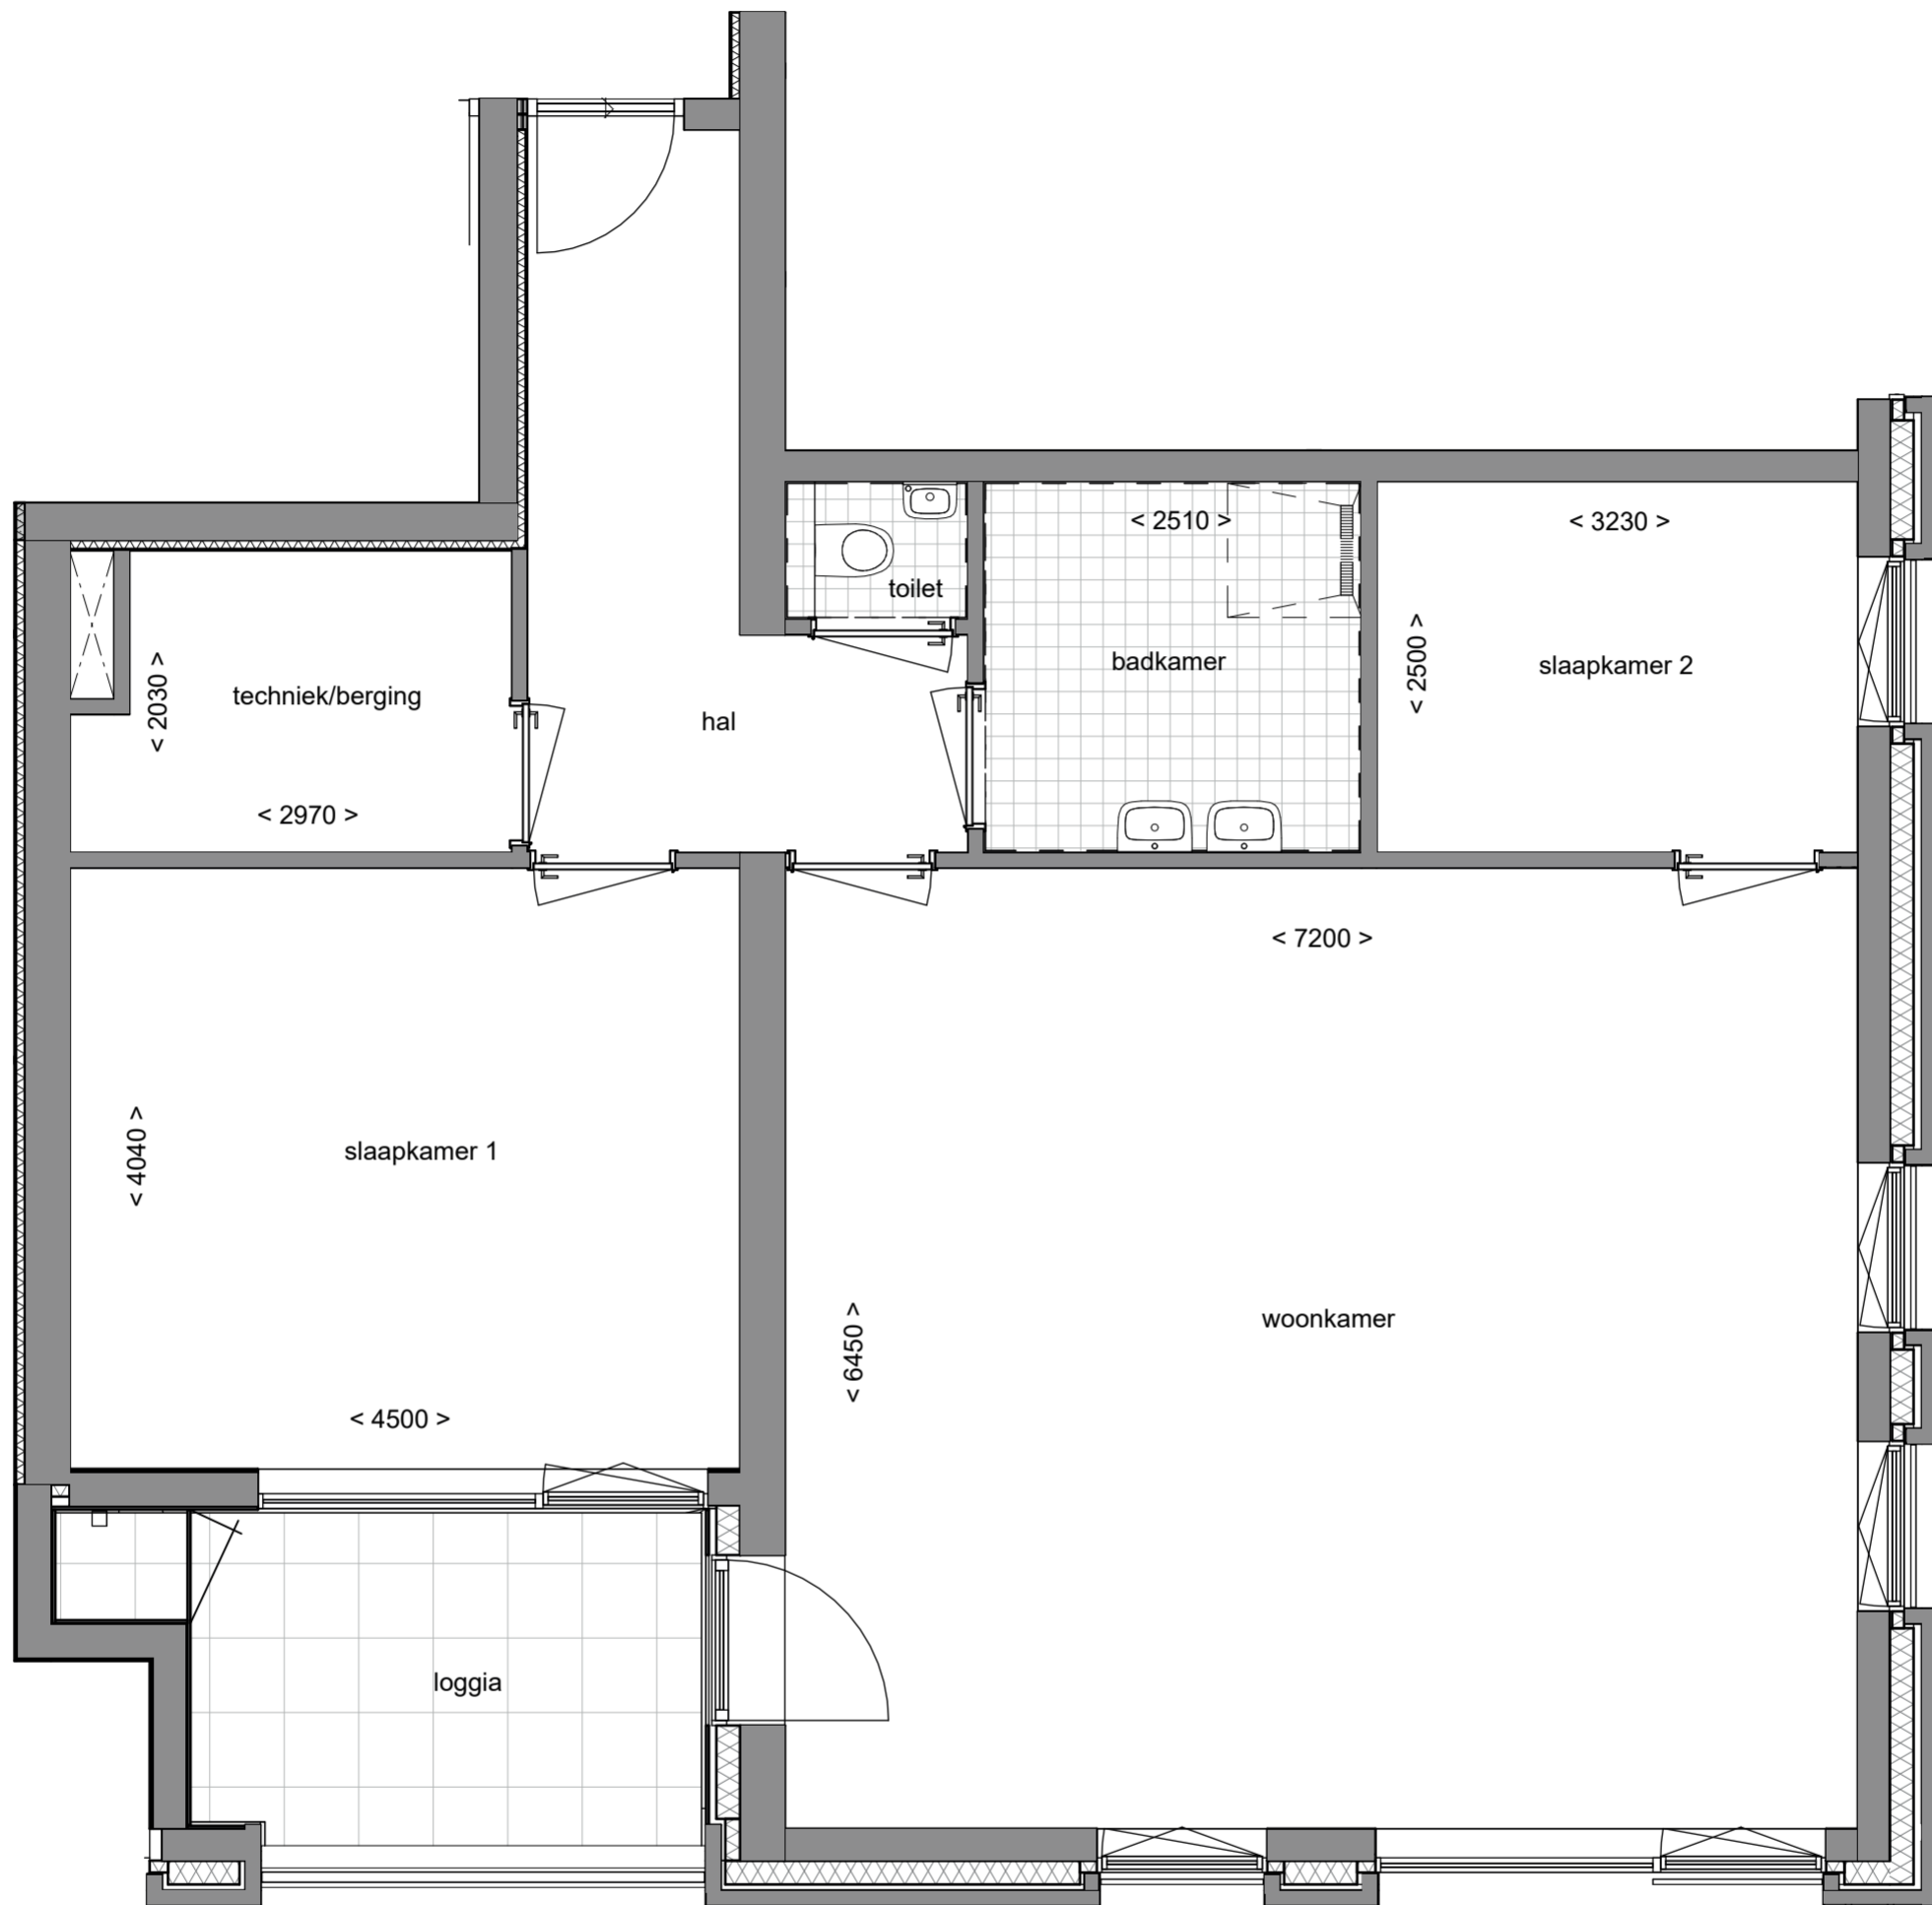 < 2510 >
< 3230 >
toilet
badkamer
< 2500 >
slaapkamer 2
< 2030 >
techniek/berging
hal
< 2970 >
< 7200 >
< 4040 >
slaapkamer 1
woonkamer
< 6450 >
< 4500 >
loggia